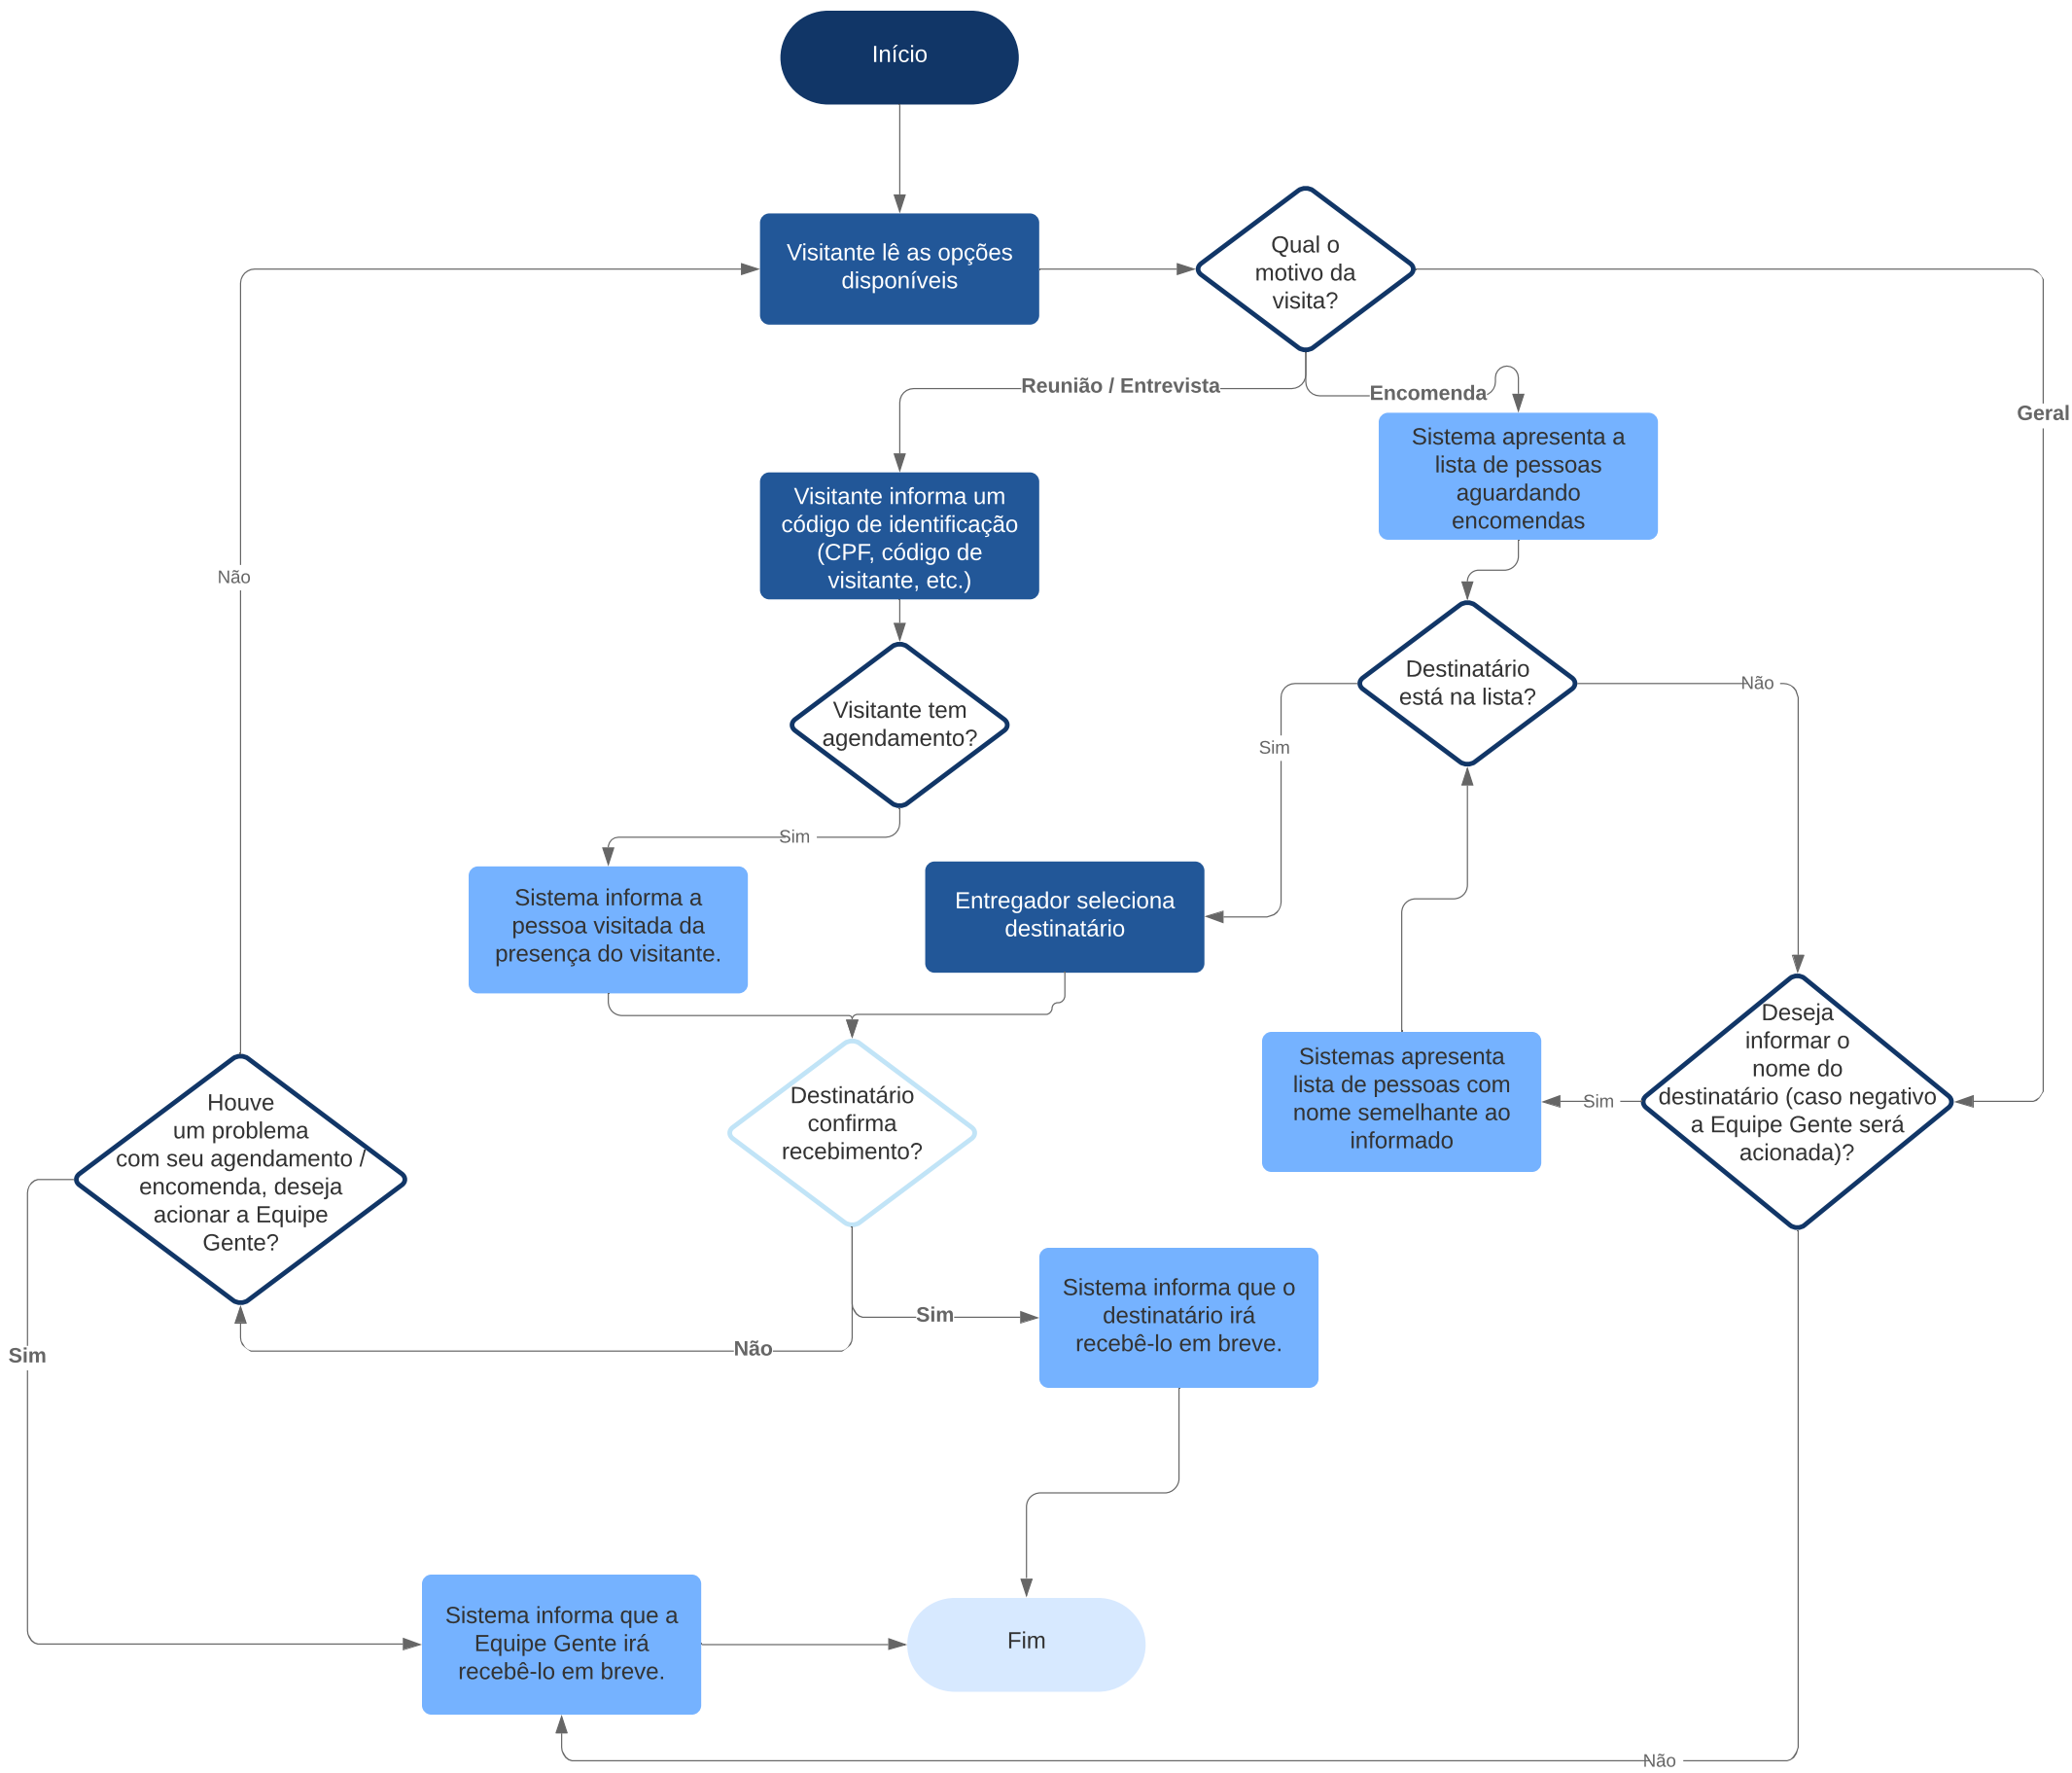 Início
Visitante lê as opções
disponíveis
Qual o
motivo da
visita?
Reunião / Entrevista
Encomenda
Geral
Sistema apresenta a
lista de pessoas
aguardando
encomendas
Visitante informa um
código de identificação
(CPF, código de
visitante, etc.)
Não
Destinatário
está na lista?
Não
Sim
Visitante tem
agendamento?
Sim
Sistema informa a
pessoa visitada da
presença do visitante.
Entregador seleciona
destinatário
Deseja
informar o
nome do
destinatário (caso negativo
a Equipe Gente será
acionada)?
Sim
Sistemas apresenta
lista de pessoas com
nome semelhante ao
informado
Destinatário
confirma
recebimento?
Houve
um problema
com seu agendamento /
encomenda, deseja
acionar a Equipe
Gente?
Sim
Sistema informa que o
destinatário irá
recebê-lo em breve.
Não
Sim
Sistema informa que a
Equipe Gente irá
recebê-lo em breve.
Fim
Não